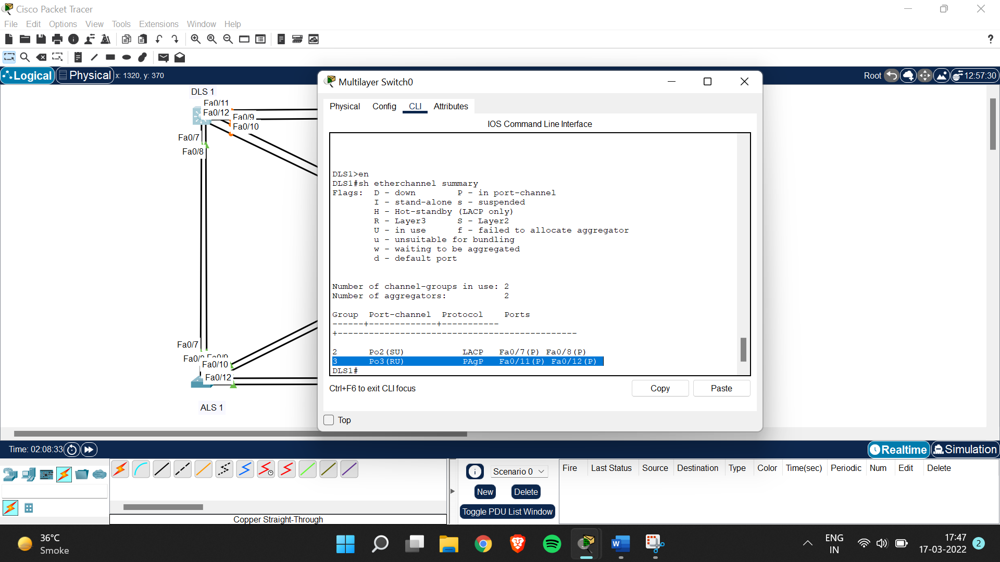 Cisco Packet Tracer
File Edit Options View Tools Extensions Window Help
?
Logical Physical x: 1320, y: 370
Root 12:57:30
DLS 1
Fa0/11
Fa0/12
Fa0/9
Fa0/10
Fa0/7
Fa0/8
Fa0/7
Fa0/10
Fa0/12
ALS 1
Multilayer Switch0
Physical Config CLI Attributes
IOS Command Line Interface
DLS1>en
DLS1#sh etherchannel summary
Flags: D - down P - in port-channel
I - stand-alone s - suspended
H - Hot-standby (LACP only)
R - Layer3 S - Layer2
U - in use f - failed to allocate aggregator
u - unsuitable for bundling
w - waiting to be aggregated
d - default port
Number of channel-groups in use: 2
Number of aggregators: 2
Group Port-channel Protocol Ports
------+-------------+-----------
+----------------------------------------------
2 Po2(SU) LACP Fa0/7(P) Fa0/8(P)
3 Po3(RU) PAgP Fa0/11(P) Fa0/12(P)
DLS1#
Ctrl+F6 to exit CLI focus
Copy Paste
Top
Time: 02:08:33
Realtime Simulation
Scenario 0
New Delete
Toggle PDU List Window
Fire Last Status Source Destination Type Color Time(sec) Periodic Num Edit Delete
Copper Straight-Through
36°C
Smoke
ENG
IN
17:47
17-03-2022
2